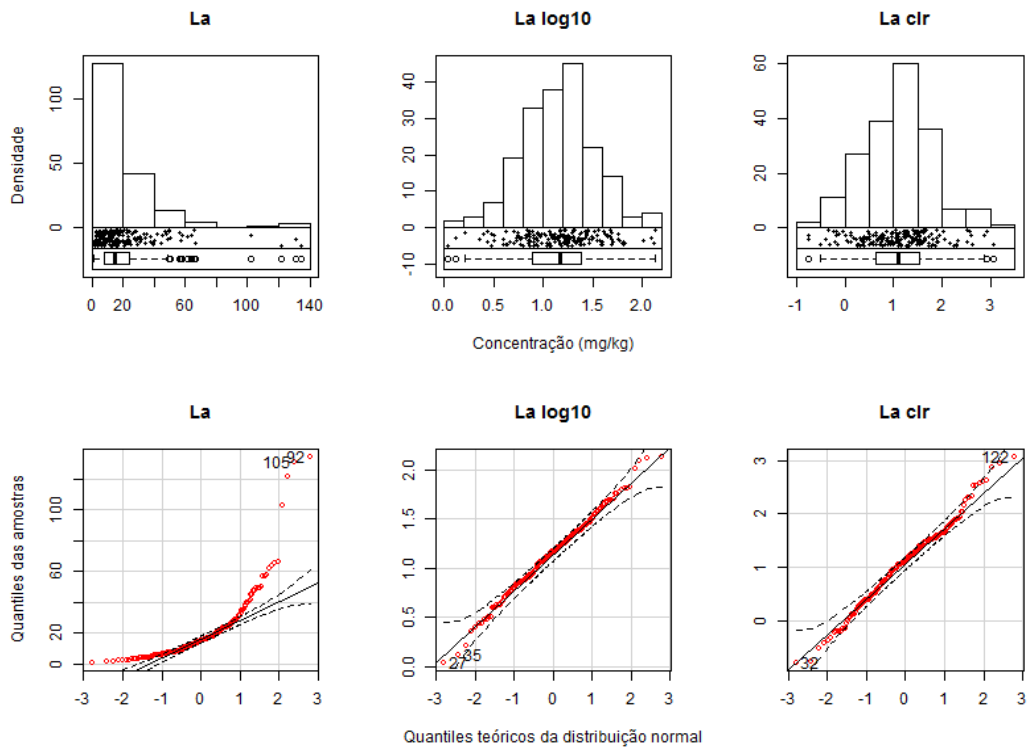 La
La log10
La clr
Densidade
0 50 100
-10 0 10 20 30 40
0 20 40 60
0 20 60 100 140
0.0 0.5 1.0 1.5 2.0
-1 0 1 2 3
Concentração (mg/kg)
La
La log10
La clr
Quantiles das amostras
0 20 60 100
0.0 0.5 1.0 1.5 2.0
0 1 2 3
105 92
27 35
32
122
-3 -2 -1 0 1 2 3
-3 -2 -1 0 1 2 3
-3 -2 -1 0 1 2 3
Quantiles teóricos da distribuição normal